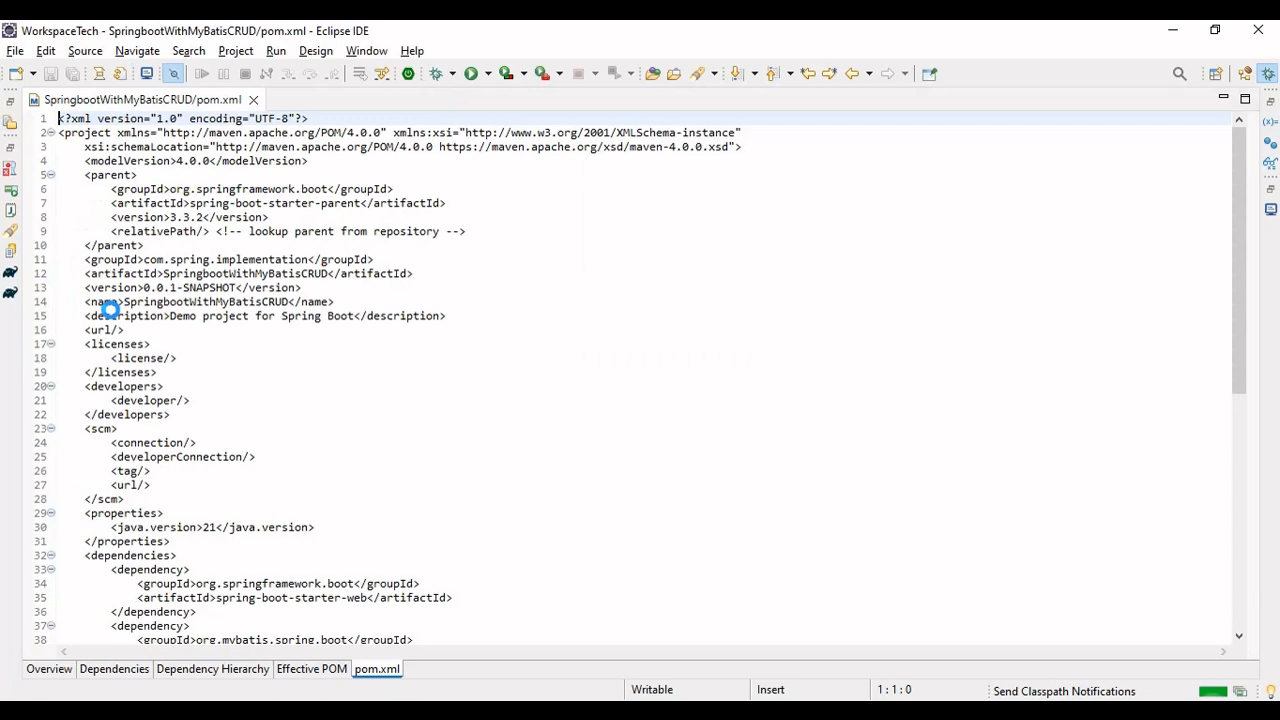 WorkspaceTech - SpringbootWithMyBatisCRUD/pom.xml - Eclipse IDE
File Edit Source Navigate Search Project Run Design Window Help
SpringbootWithMyBatisCRUD/pom.xml
1 <?xml version="1.0" encoding="UTF-8"?>
2 <project xmlns="http://maven.apache.org/POM/4.0.0" xmlns:xsi="http://www.w3.org/2001/XMLSchema-instance"
3 xsi:schemaLocation="http://maven.apache.org/POM/4.0.0 https://maven.apache.org/xsd/maven-4.0.0.xsd">
4 <modelVersion>4.0.0</modelVersion>
5 <parent>
6 <groupId>org.springframework.boot</groupId>
7 <artifactId>spring-boot-starter-parent</artifactId>
8 <version>3.3.2</version>
9 <relativePath/> <!-- lookup parent from repository -->
10 </parent>
11 <groupId>com.spring.implementation</groupId>
12 <artifactId>SpringbootWithMyBatisCRUD</artifactId>
13 <version>0.0.1-SNAPSHOT</version>
14 <name>SpringbootWithMyBatisCRUD</name>
15 <description>Demo project for Spring Boot</description>
16 <url/>
17 <licenses>
18 <license/>
19 </licenses>
20 <developers>
21 <developer/>
22 </developers>
23 <scm>
24 <connection/>
25 <developerConnection/>
26 <tag/>
27 <url/>
28 </scm>
29 <properties>
30 <java.version>21</java.version>
31 </properties>
32 <dependencies>
33 <dependency>
34 <groupId>org.springframework.boot</groupId>
35 <artifactId>spring-boot-starter-web</artifactId>
36 </dependency>
37 <dependency>
38 <groupId>org.mybatis.spring.boot</groupId>
Overview Dependencies Dependency Hierarchy Effective POM pom.xml
Writable Insert 1 : 1 : 0 Send Classpath Notifications